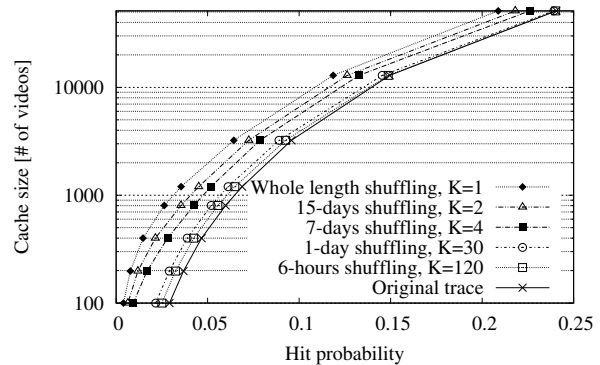 Cache size [# of videos]
10000
1000
100
Whole length shuffling, K=1
15-days shuffling, K=2
7-days shuffling, K=4
1-day shuffling, K=30
6-hours shuffling, K=120
Original trace
0 0.05 0.1 0.15 0.2 0.25
Hit probability